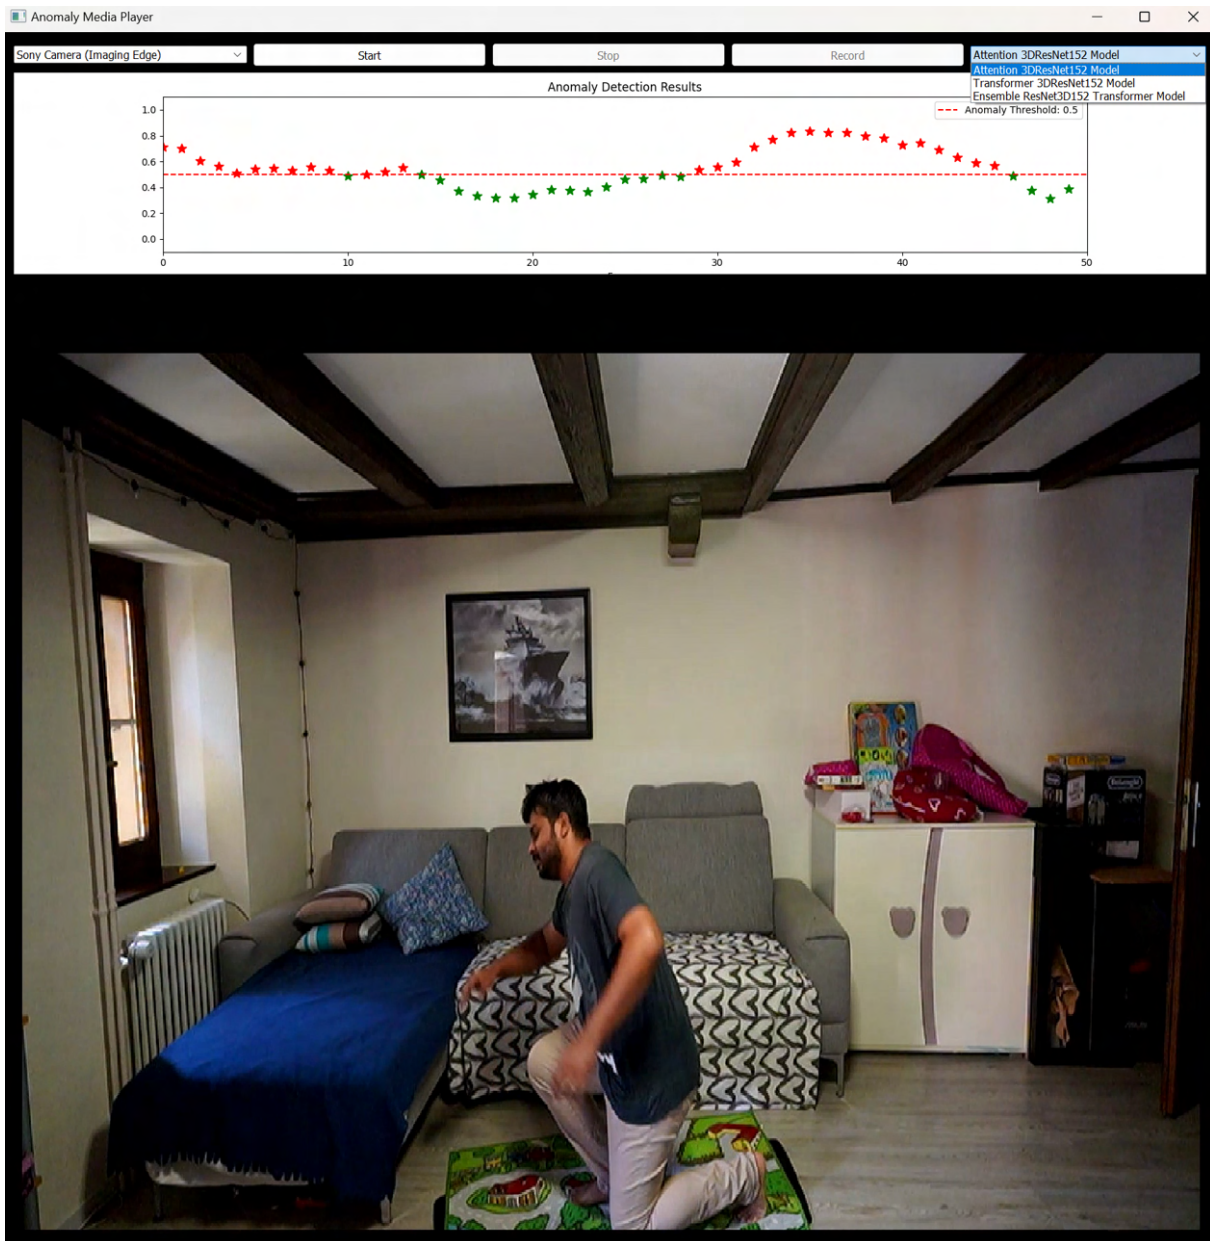 Anomaly Media Player
Sony Camera (Imaging Edge)
Start
Stop
Record
Attention 3DResNet152 Model
Attention 3DResNet152 Model
Transformer 3DResNet152 Model
Ensemble ResNet3D152 Transformer Model
Anomaly Detection Results
Anomaly Threshold: 0.5
1.0
0.8
0.6
0.4
0.2
0.0
0 10 20 30 40 50
DeLonghi
ASUS